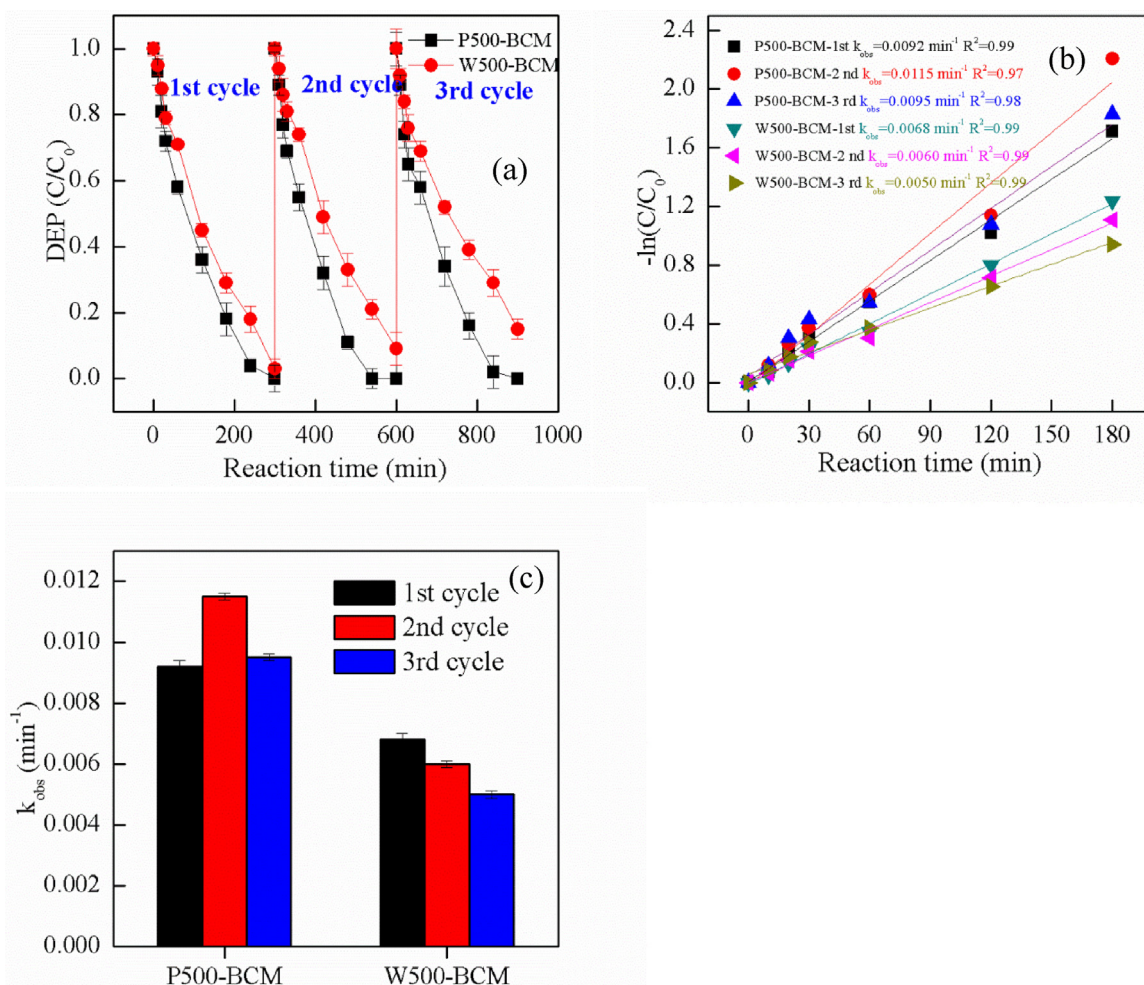 P500-BCM
W500-BCM
1st cycle
2nd cycle
3rd cycle
(a)
DEP (C/C0)
1.0
0.8
0.6
0.4
0.2
0.0
0 200 400 600 800 1000
Reaction time (min)
P500-BCM-1st kobs=0.0092 min-1 R2=0.99
P500-BCM-2 nd kobs=0.0115 min-1 R2=0.97
P500-BCM-3 rd kobs=0.0095 min-1 R2=0.98
W500-BCM-1st kobs=0.0068 min-1 R2=0.99
W500-BCM-2 nd kobs=0.0060 min-1 R2=0.99
W500-BCM-3 rd kobs=0.0050 min-1 R2=0.99
(b)
-ln(C/C0)
2.4
2.0
1.6
1.2
0.8
0.4
0.0
0 30 60 90 120 150 180
Reaction time (min)
(c)
1st cycle
2nd cycle
3rd cycle
kobs (min-1)
0.012
0.010
0.008
0.006
0.004
0.002
0.000
P500-BCM W500-BCM